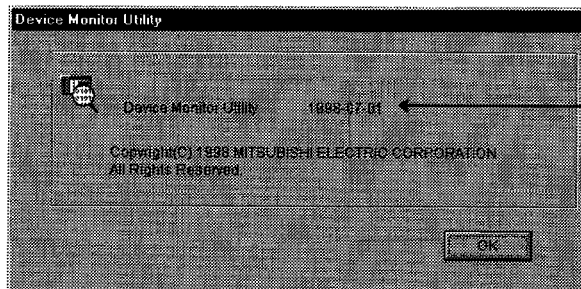 Device Monitor Utility
Device Monitor Utility 1998-07-01
Copyright(C) 1998 MITSUBISHI ELECTRIC CORPORATION
All Rights Reserved.
OK